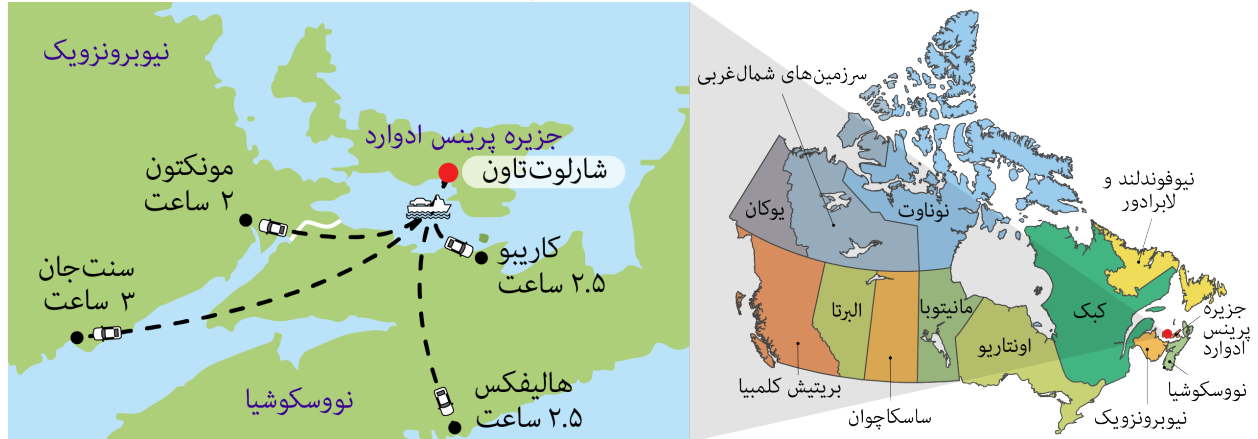 نیوبرونزویک
جزیره پرینس ادوارد
شارلوت‌تاون
مونکتون
۲ ساعت
سنت‌جان
۳ ساعت
کاریبو
۲.۵ ساعت
هالیفکس
۲.۵ ساعت
نووسکوشیا
سرزمین‌های شمال‌غربی
یوکان
نوناوت
نیوفوندلند و
لابرادور
البرتا
مانیتوبا
اونتاریو
کبک
جزیره
پرینس
ادوارد
بریتیش کلمبیا
ساسکاچوان
نیوبرونزویک
نووسکوشیا